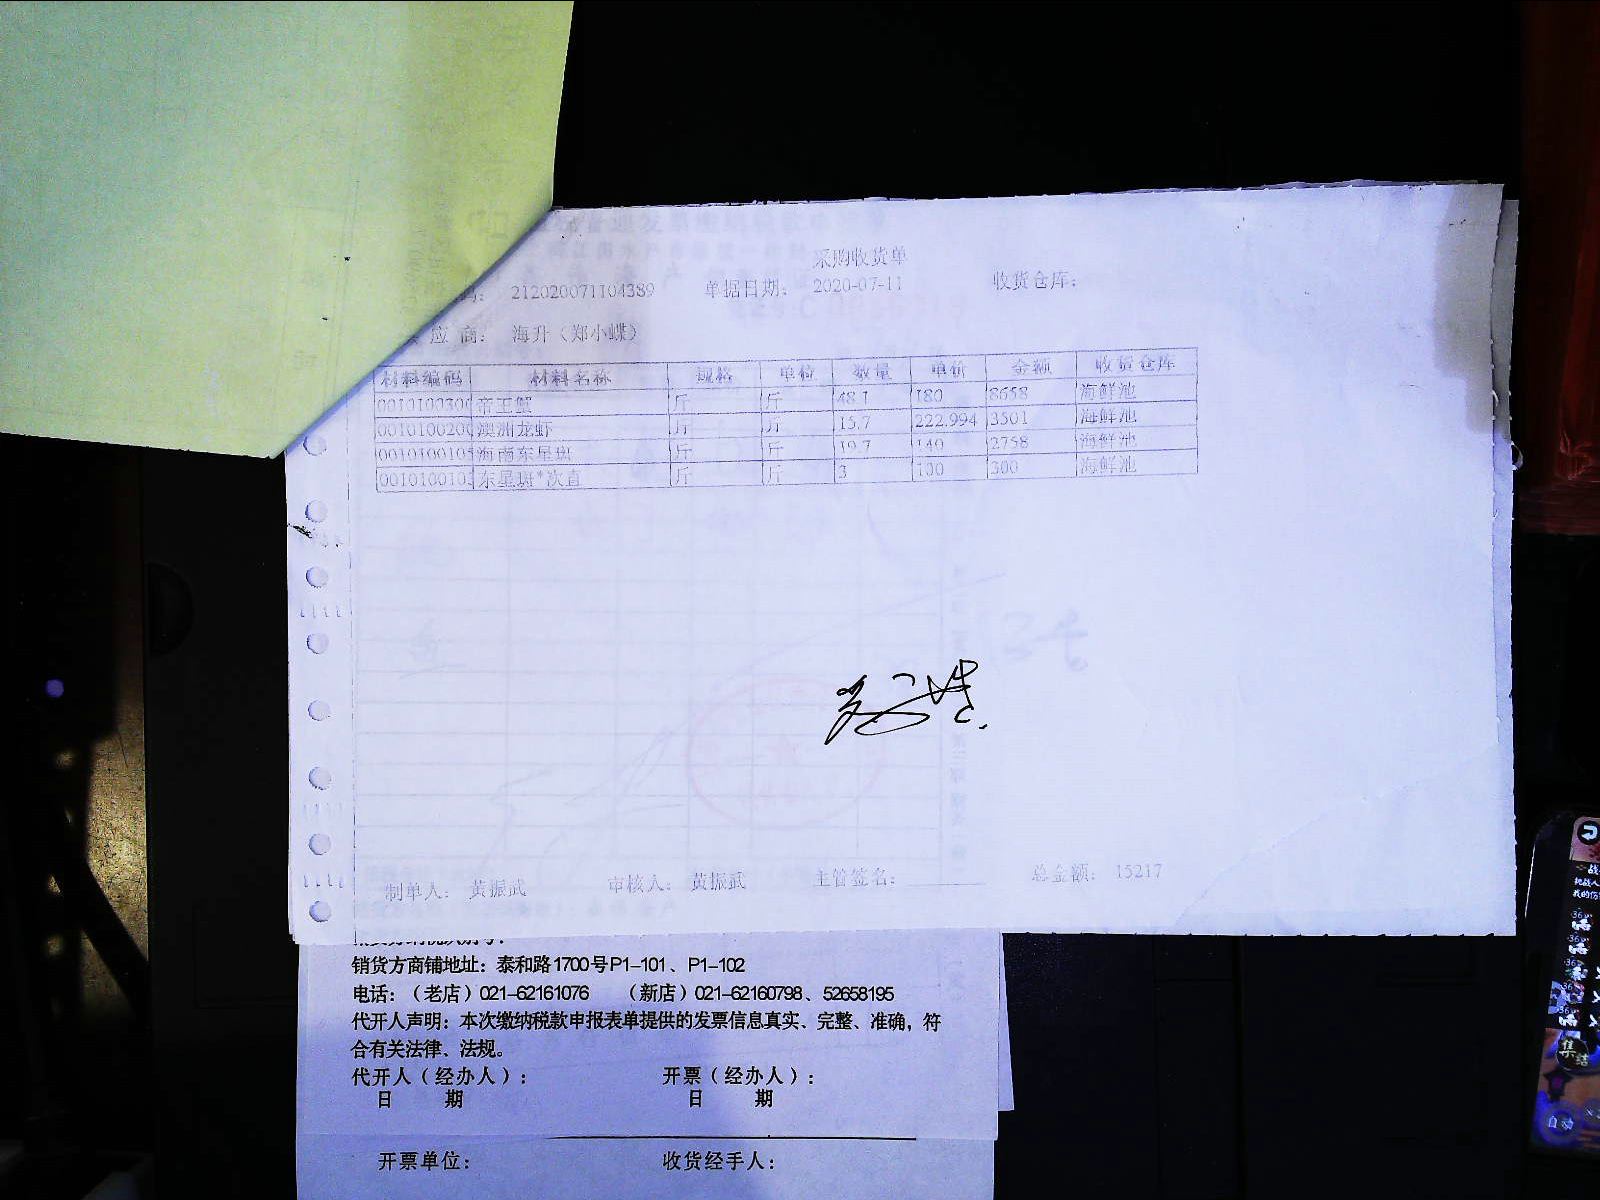 采购收货单
码： 212020071104389 单据日期： 2020-07-11 收货仓库：
应 商： 海升（郑小蝶）
材料编码 材料名称 规格 单位 数量 单价 金额 收货仓库
0010100300 帝王蟹 斤 斤 48.1 180 8658 海鲜池
0010100200 澳洲龙虾 斤 斤 15.7 222.994 3501 海鲜池
001010010 海南东星斑 斤 斤 19.7 140 2758 海鲜池
001010010 东星斑*次直 斤 斤 3 100 300 海鲜池
制单人： 黄振武 审核人： 黄振武 主管签名： 总金额： 15217
销货方商铺地址：泰和路1700号P1-101、P1-102
电话：（老店）021-62161076 （新店）021-62160798、52658195
代开人声明：本次缴纳税款申报表单提供的发票信息真实、完整、准确，符
合有关法律、法规。
代开人（经办人）： 开票（经办人）：
日 期 日 期
开票单位： 收货经手人：
集结
自动